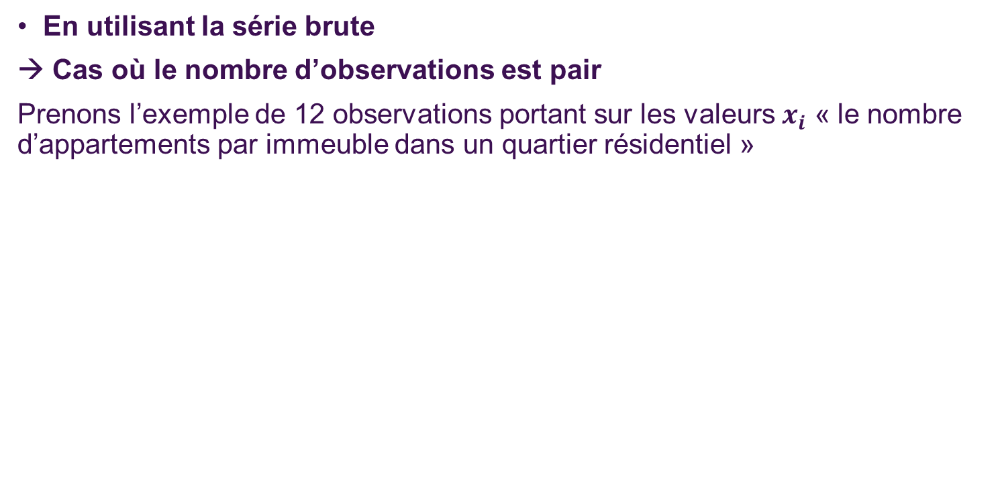 • En utilisant la série brute
→ Cas où le nombre d’observations est pair
Prenons l’exemple de 12 observations portant sur les valeurs 𝒙𝒊 « le nombre
d’appartements par immeuble dans un quartier résidentiel »